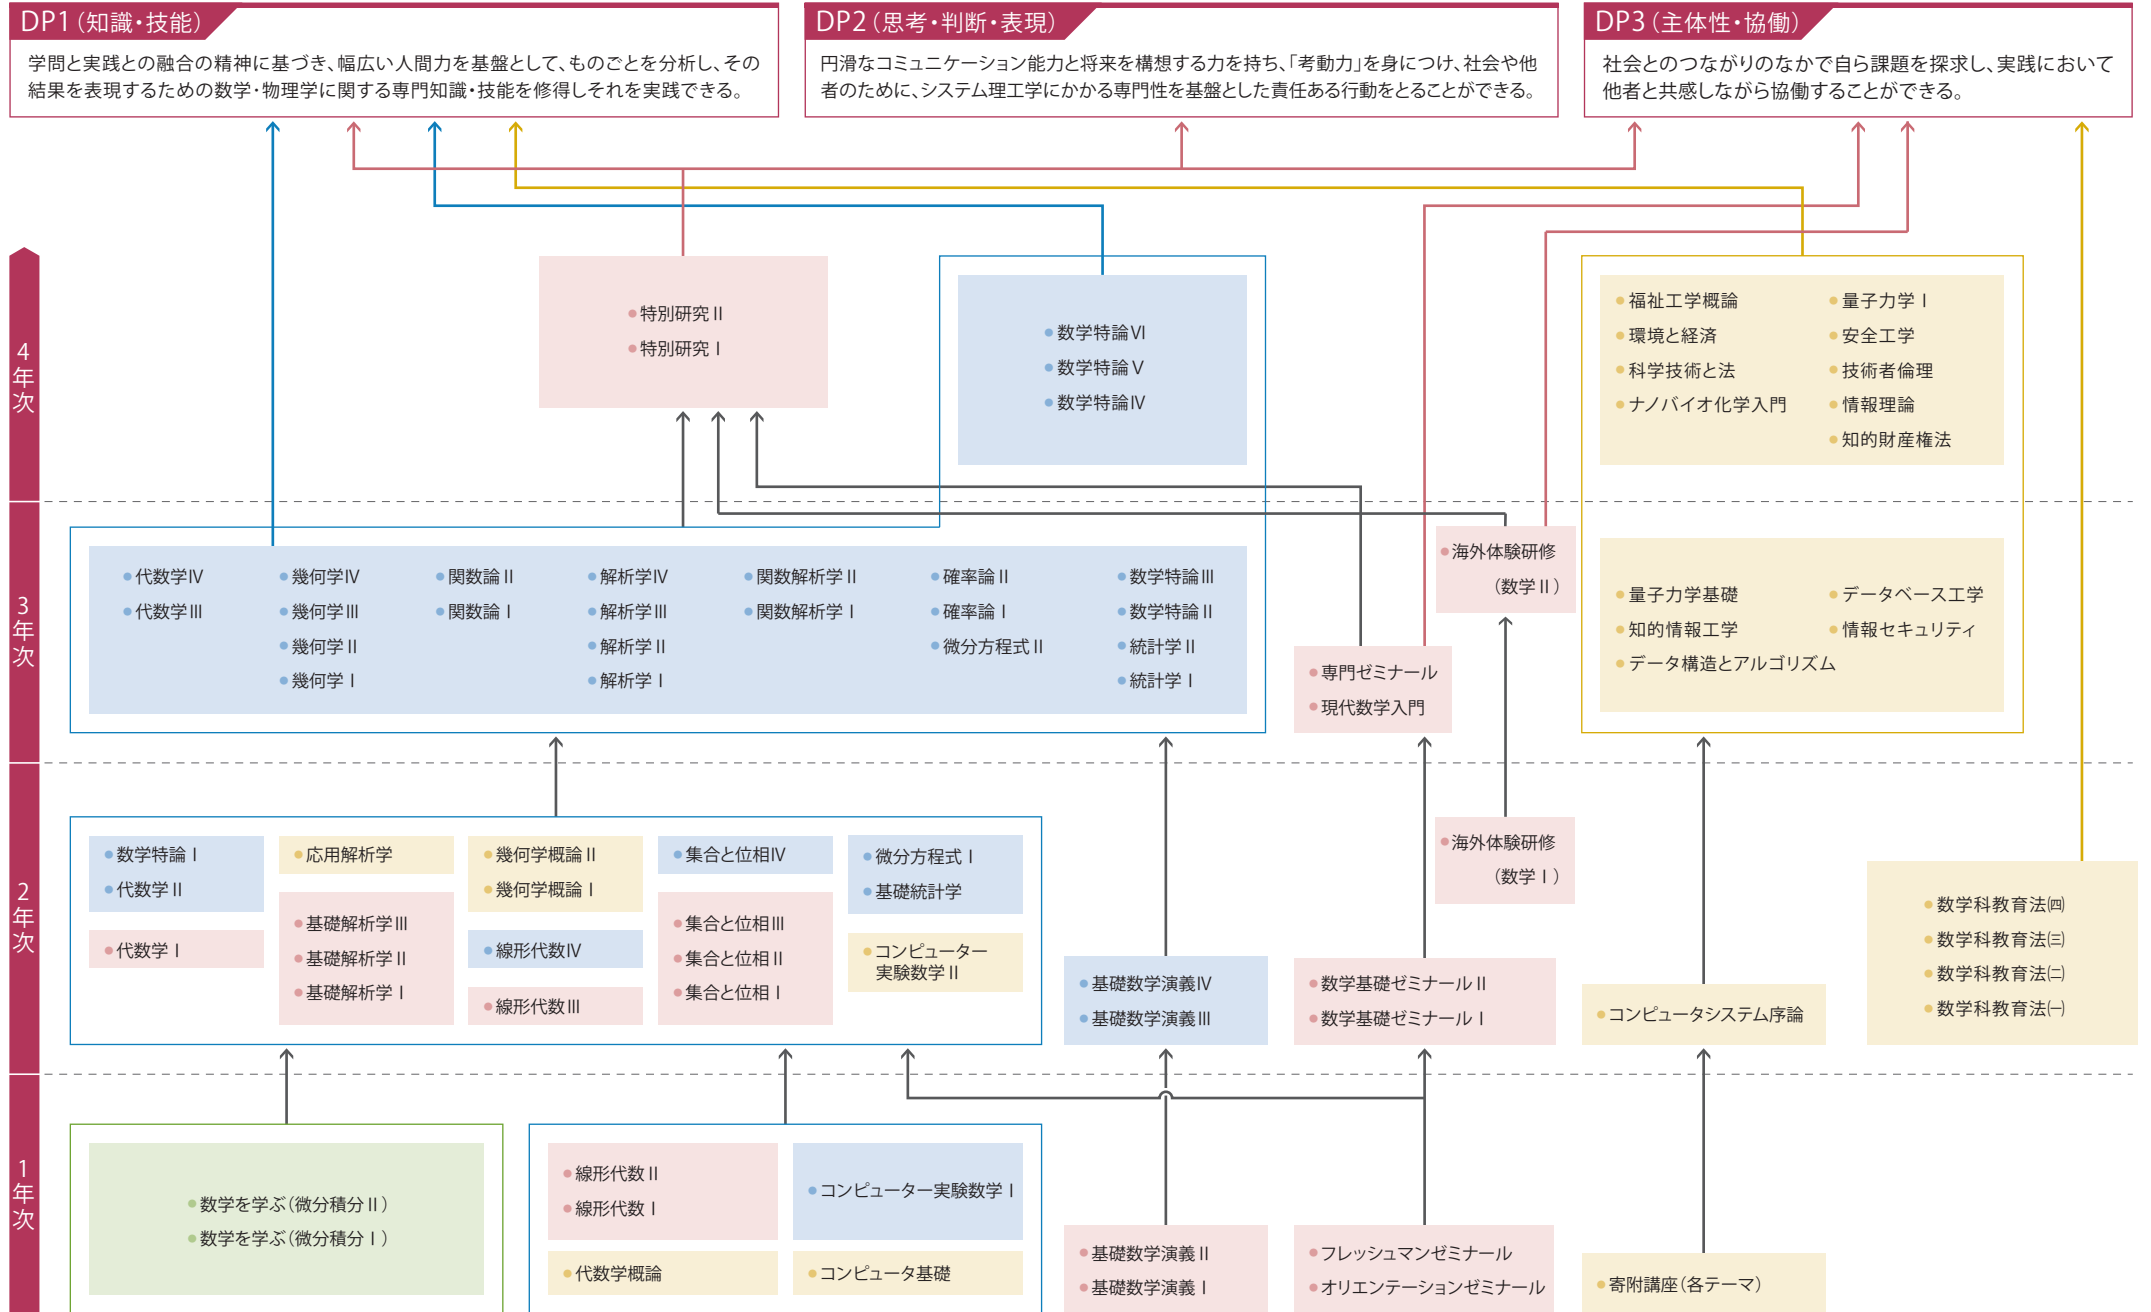 DP1（知識・技能）
学問と実践との融合の精神に基づき、幅広い人間力を基盤として、ものごとを分析し、その
結果を表現するための数学・物理学に関する専門知識・技能を修得しそれを実践できる。
DP2（思考・判断・表現）
円滑なコミュニケーション能力と将来を構想する力を持ち、「考動力」を身につけ、社会や他
者のために、システム理工学にかかる専門性を基盤とした責任ある行動をとることができる。
DP3（主体性・協働）
社会とのつながりのなかで自ら課題を探求し、実践において
他者と共感しながら協働することができる。
4年次
特別研究Ⅱ
特別研究Ⅰ
数学特論Ⅵ
数学特論Ⅴ
数学特論Ⅳ
福祉工学概論
環境と経済
科学技術と法
ナノバイオ化学入門
量子力学Ⅰ
安全工学
技術者倫理
情報理論
知的財産権法
3年次
代数学Ⅳ
代数学Ⅲ
幾何学Ⅳ
幾何学Ⅲ
幾何学Ⅱ
幾何学Ⅰ
関数論Ⅱ
関数論Ⅰ
解析学Ⅳ
解析学Ⅲ
解析学Ⅱ
解析学Ⅰ
関数解析学Ⅱ
関数解析学Ⅰ
確率論Ⅱ
確率論Ⅰ
微分方程式Ⅱ
数学特論Ⅲ
数学特論Ⅱ
統計学Ⅱ
統計学Ⅰ
海外体験研修
（数学Ⅱ）
専門ゼミナール
現代数学入門
量子力学基礎
知的情報工学
データ構造とアルゴリズム
データベース工学
情報セキュリティ
2年次
数学特論Ⅰ
代数学Ⅱ
代数学Ⅰ
応用解析学
基礎解析学Ⅲ
基礎解析学Ⅱ
基礎解析学Ⅰ
幾何学概論Ⅱ
幾何学概論Ⅰ
線形代数Ⅳ
線形代数Ⅲ
集合と位相Ⅳ
集合と位相Ⅲ
集合と位相Ⅱ
集合と位相Ⅰ
微分方程式Ⅰ
基礎統計学
コンピューター
実験数学Ⅱ
基礎数学演義Ⅳ
基礎数学演義Ⅲ
海外体験研修
（数学Ⅰ）
数学基礎ゼミナールⅡ
数学基礎ゼミナールⅠ
コンピュータシステム序論
数学科教育法㈣
数学科教育法㈢
数学科教育法㈡
数学科教育法㈠
1年次
数学を学ぶ（微分積分Ⅱ）
数学を学ぶ（微分積分Ⅰ）
線形代数Ⅱ
線形代数Ⅰ
代数学概論
コンピューター実験数学Ⅰ
コンピュータ基礎
基礎数学演義Ⅱ
基礎数学演義Ⅰ
フレッシュマンゼミナール
オリエンテーションゼミナール
寄附講座（各テーマ）